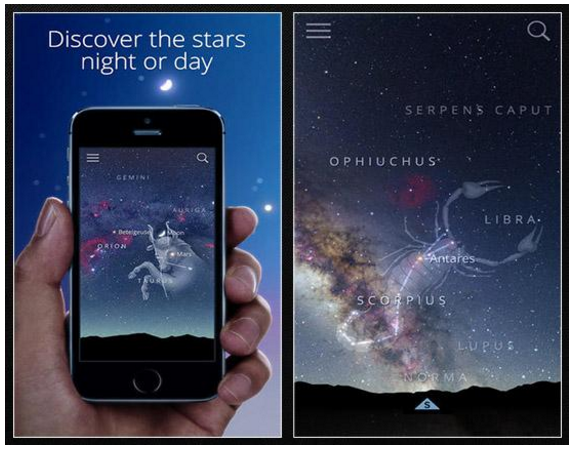 Discover the stars
night or day
GEMINI
AURIGA
Betelgeuse
Moon
ORION
Mars
TAURUS
SERPENS CAPUT
OPHIUCHUS
LIBRA
Antares
SCORPIUS
LUPUS
NORMA
S